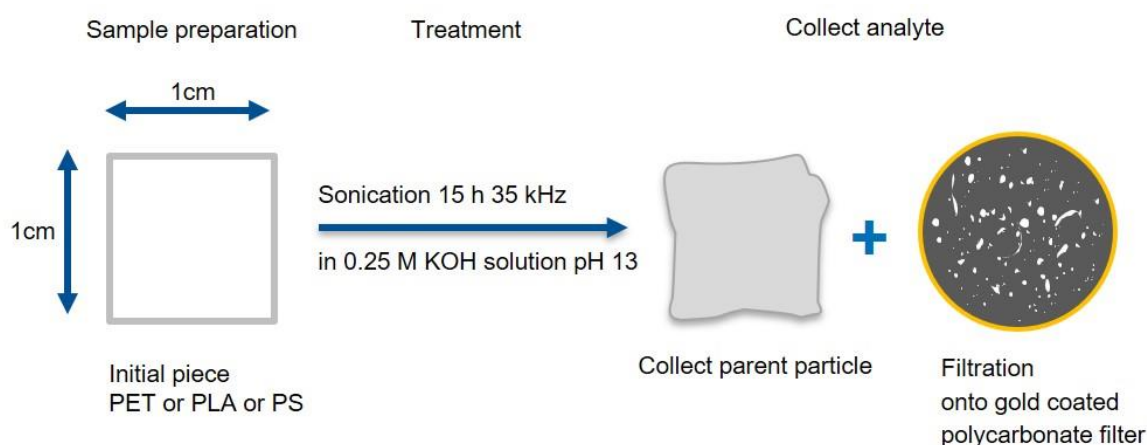 Sample preparation
Treatment
Collect analyte
1cm
1cm
Sonication 15 h 35 kHz
in 0.25 M KOH solution pH 13
Initial piece
PET or PLA or PS
Collect parent particle
Filtration
onto gold coated
polycarbonate filter